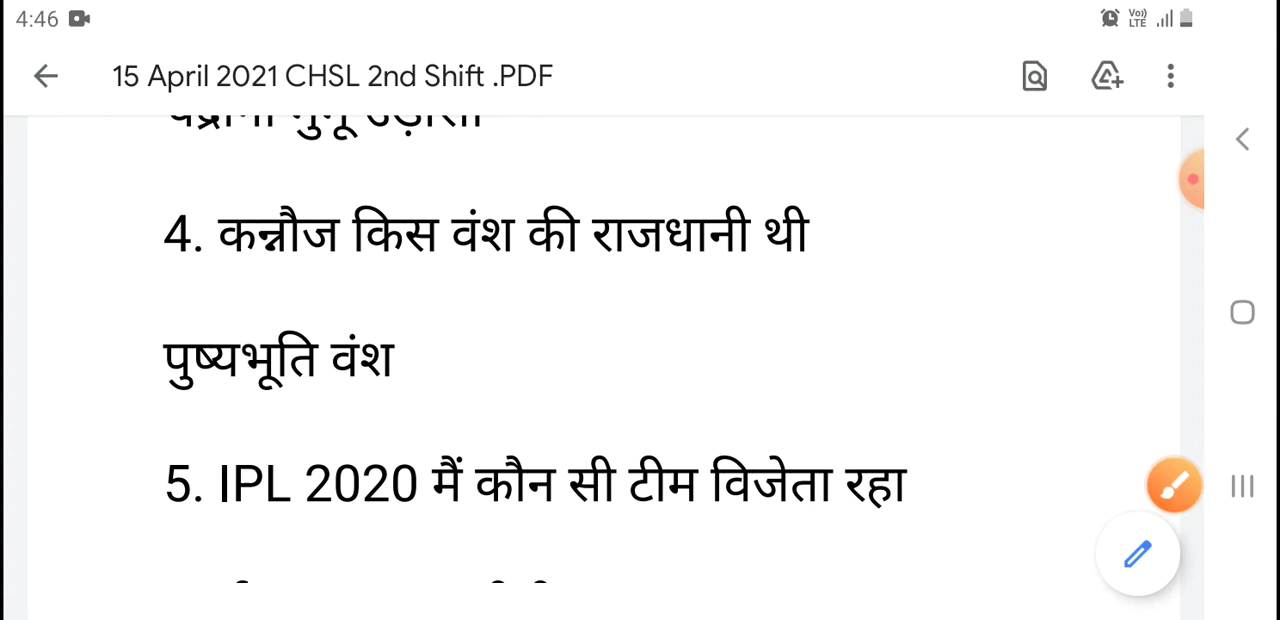 4:46
15 April 2021 CHSL 2nd Shift .PDF
4. कन्नौज किस वंश की राजधानी थी
पुष्यभूति वंश
5. IPL 2020 मैं कौन सी टीम विजेता रहा